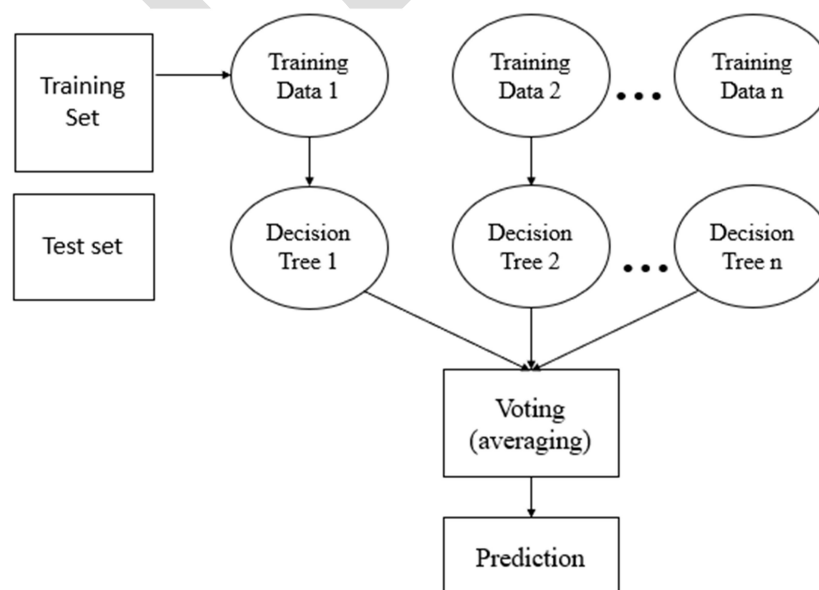 Training
Set
Training
Data 1
Training
Data 2
Training
Data n
Test set
Decision
Tree 1
Decision
Tree 2
Decision
Tree n
Voting
(averaging)
Prediction